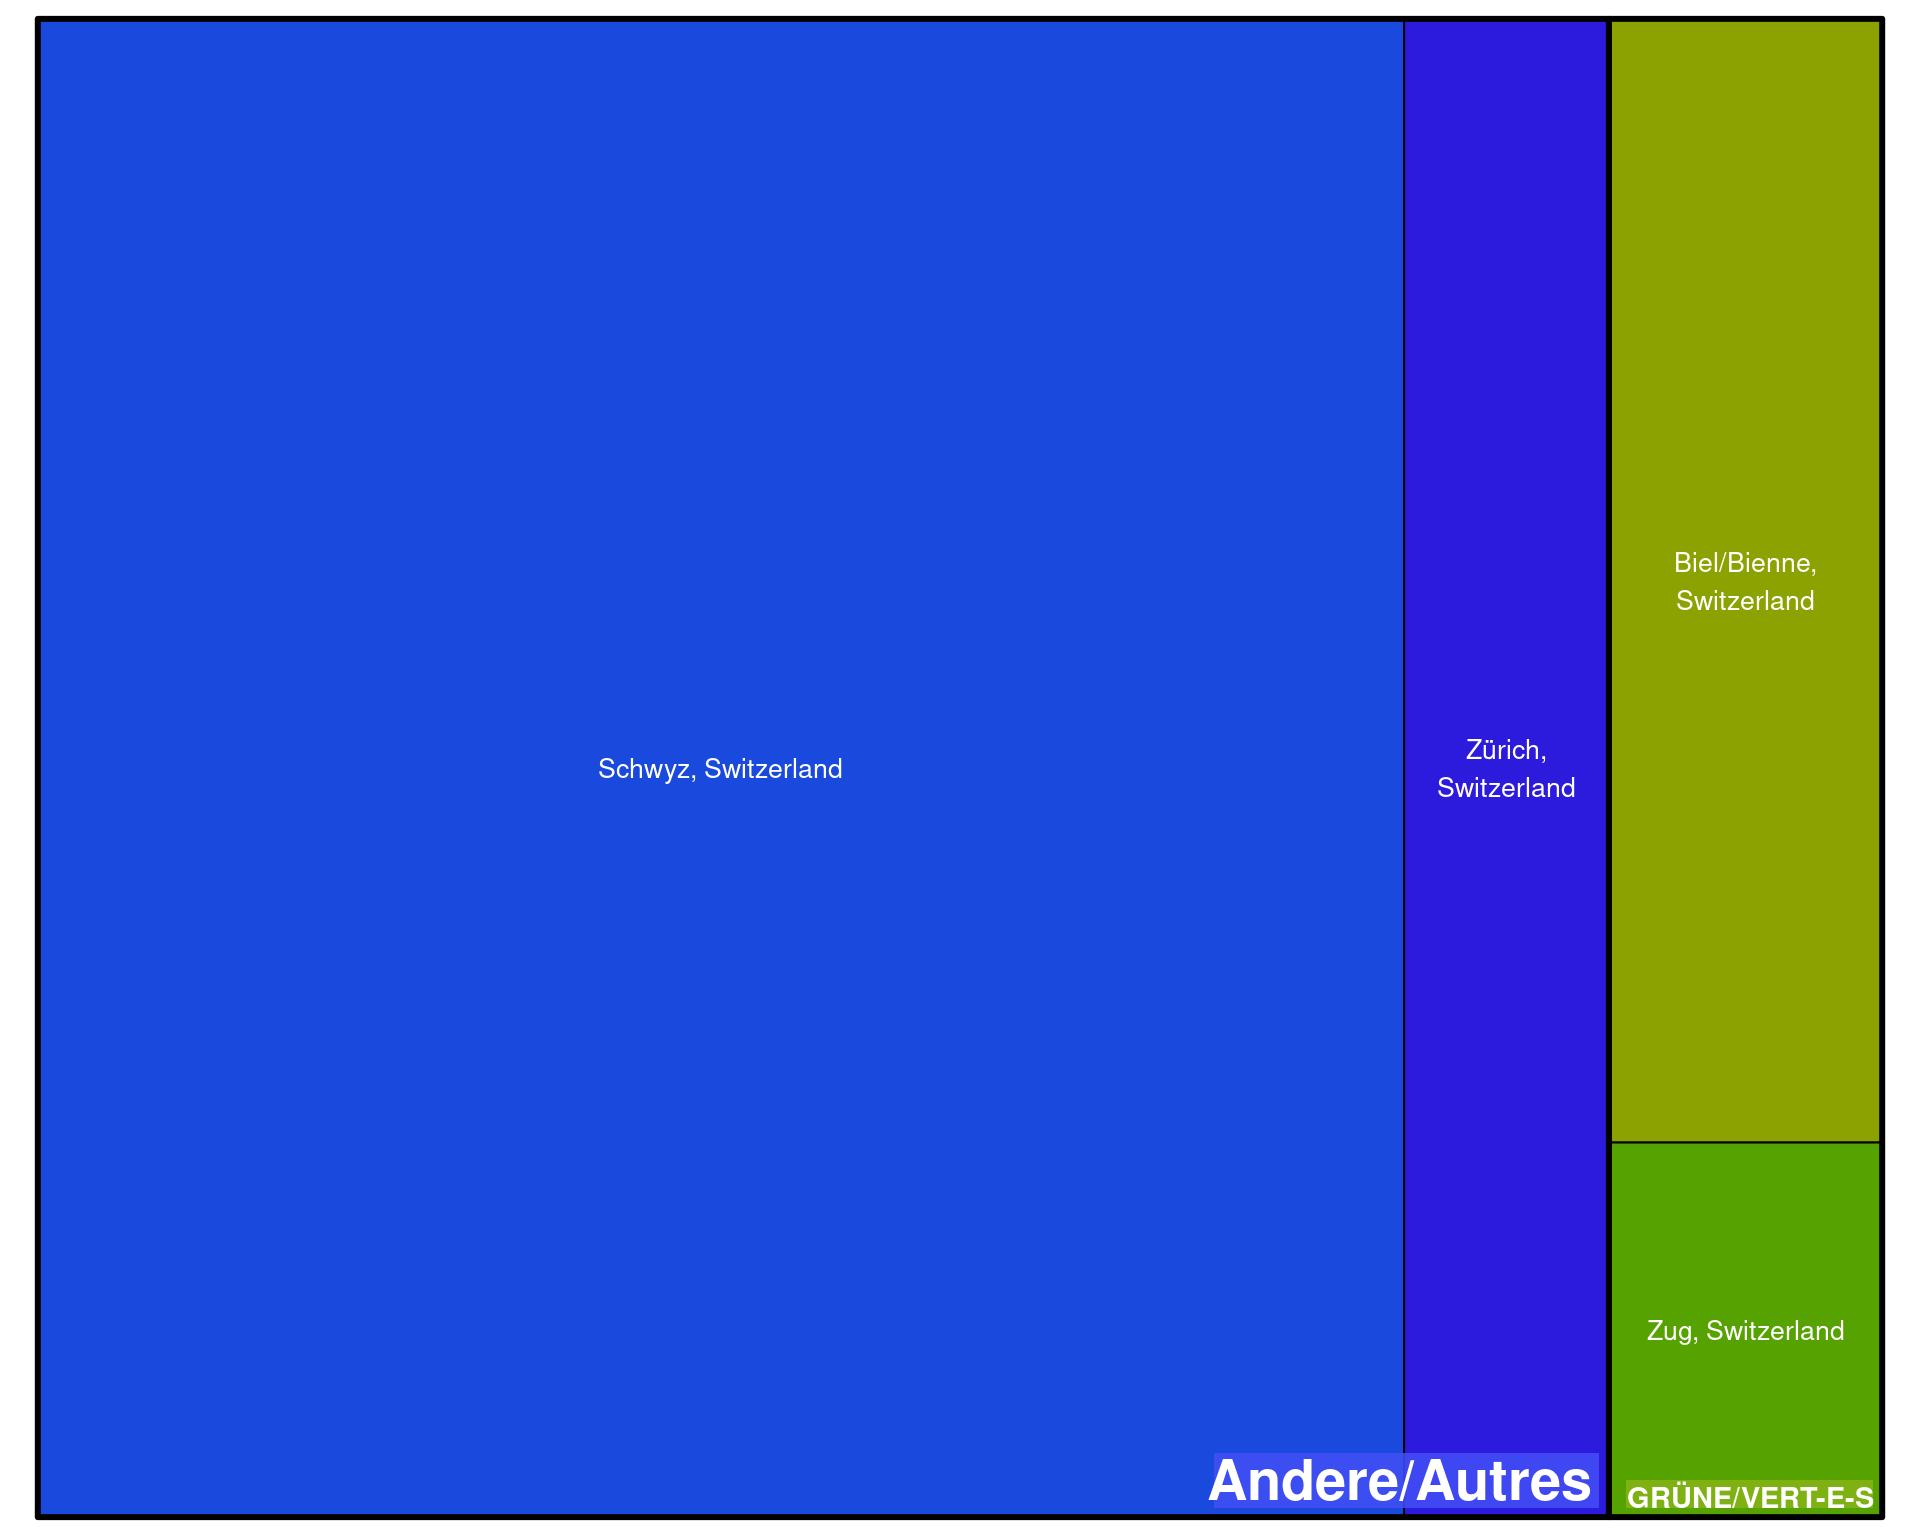 Schwyz, Switzerland
Zürich,
Switzerland
Andere/Autres
Biel/Bienne,
Switzerland
Zug, Switzerland
GRÜNE/VERT-E-S